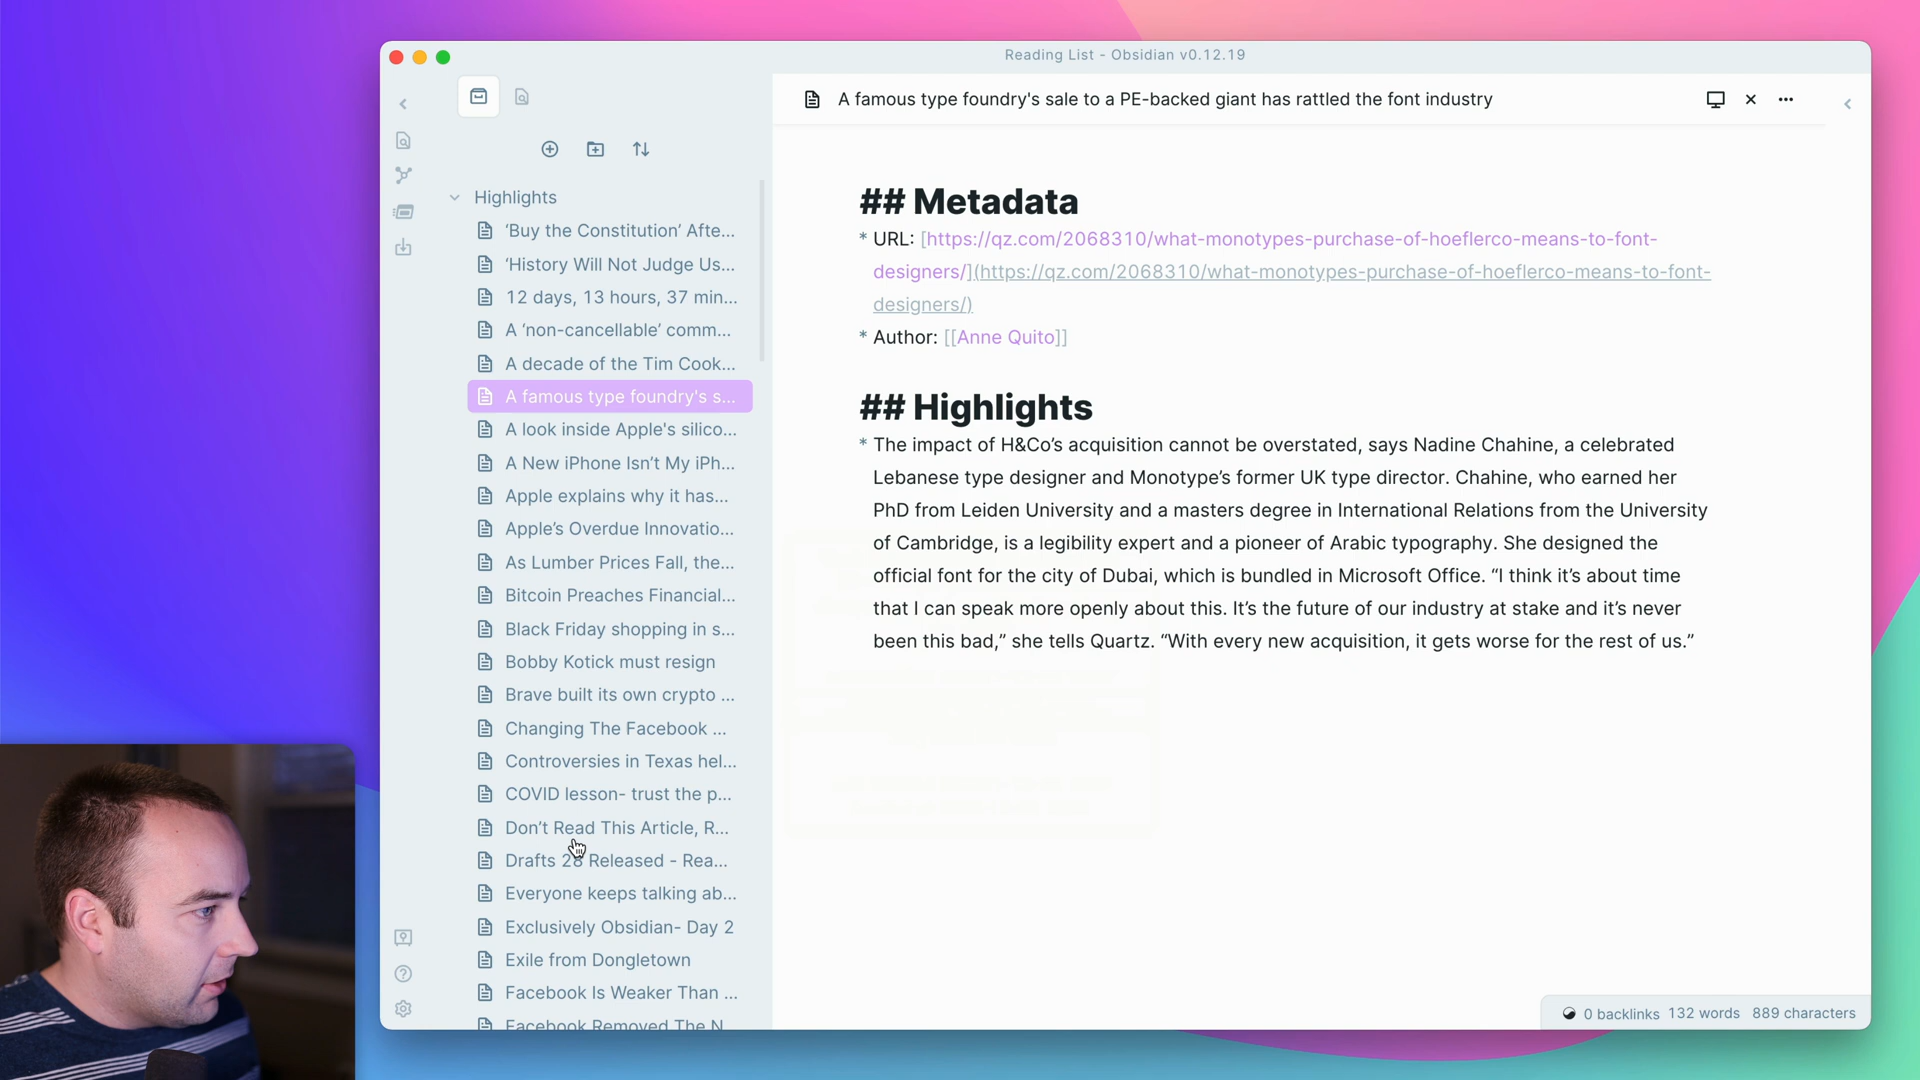 Reading List - Obsidian v0.12.19
Highlights
‘Buy the Constitution’ Afte...
‘History Will Not Judge Us...
12 days, 13 hours, 37 min...
A ‘non-cancellable’ comm...
A decade of the Tim Cook...
A famous type foundry's s...
A look inside Apple's silico...
A New iPhone Isn’t My iPh...
Apple explains why it has...
Apple’s Overdue Innovatio...
As Lumber Prices Fall, the...
Bitcoin Preaches Financial...
Black Friday shopping in s...
Bobby Kotick must resign
Brave built its own crypto ...
Changing The Facebook ...
Controversies in Texas hel...
COVID lesson- trust the p...
Don’t Read This Article, R...
Drafts 28 Released - Rea...
Everyone keeps talking ab...
Exclusively Obsidian- Day 2
Exile from Dongletown
Facebook Is Weaker Than ...
Facebook Removed The N
A famous type foundry's sale to a PE-backed giant has rattled the font industry
## Metadata
* URL: [https://qz.com/2068310/what-monotypes-purchase-of-hoeflerco-means-to-font-
designers/](https://qz.com/2068310/what-monotypes-purchase-of-hoeflerco-means-to-font-
designers/)
* Author: [[Anne Quito]]
## Highlights
* The impact of H&Co’s acquisition cannot be overstated, says Nadine Chahine, a celebrated
Lebanese type designer and Monotype’s former UK type director. Chahine, who earned her
PhD from Leiden University and a masters degree in International Relations from the University
of Cambridge, is a legibility expert and a pioneer of Arabic typography. She designed the
official font for the city of Dubai, which is bundled in Microsoft Office. “I think it’s about time
that I can speak more openly about this. It’s the future of our industry at stake and it’s never
been this bad,” she tells Quartz. “With every new acquisition, it gets worse for the rest of us.”
0 backlinks 132 words 889 characters